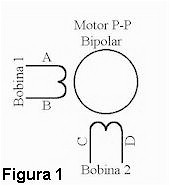 Motor P-P
Bipolar
Bobina 1
A
B
C
D
Bobina 2
Figura 1